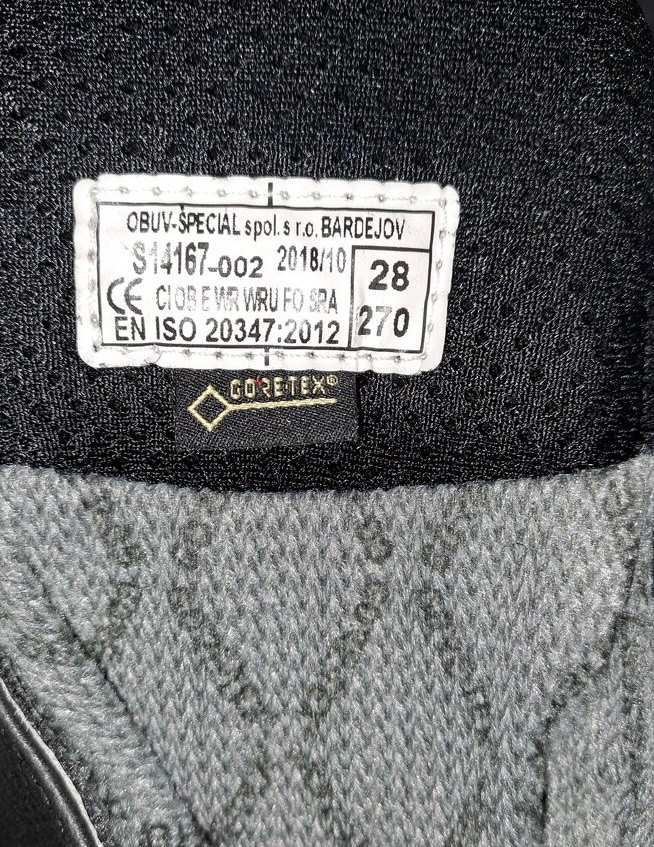 OBUV-ŠPECIAL spol. s r.o. BARDEJOV
S14167-002 2018/10
28
CE CI OB E WR WRU FO SRA
270
EN ISO 20347:2012
GORETEX®